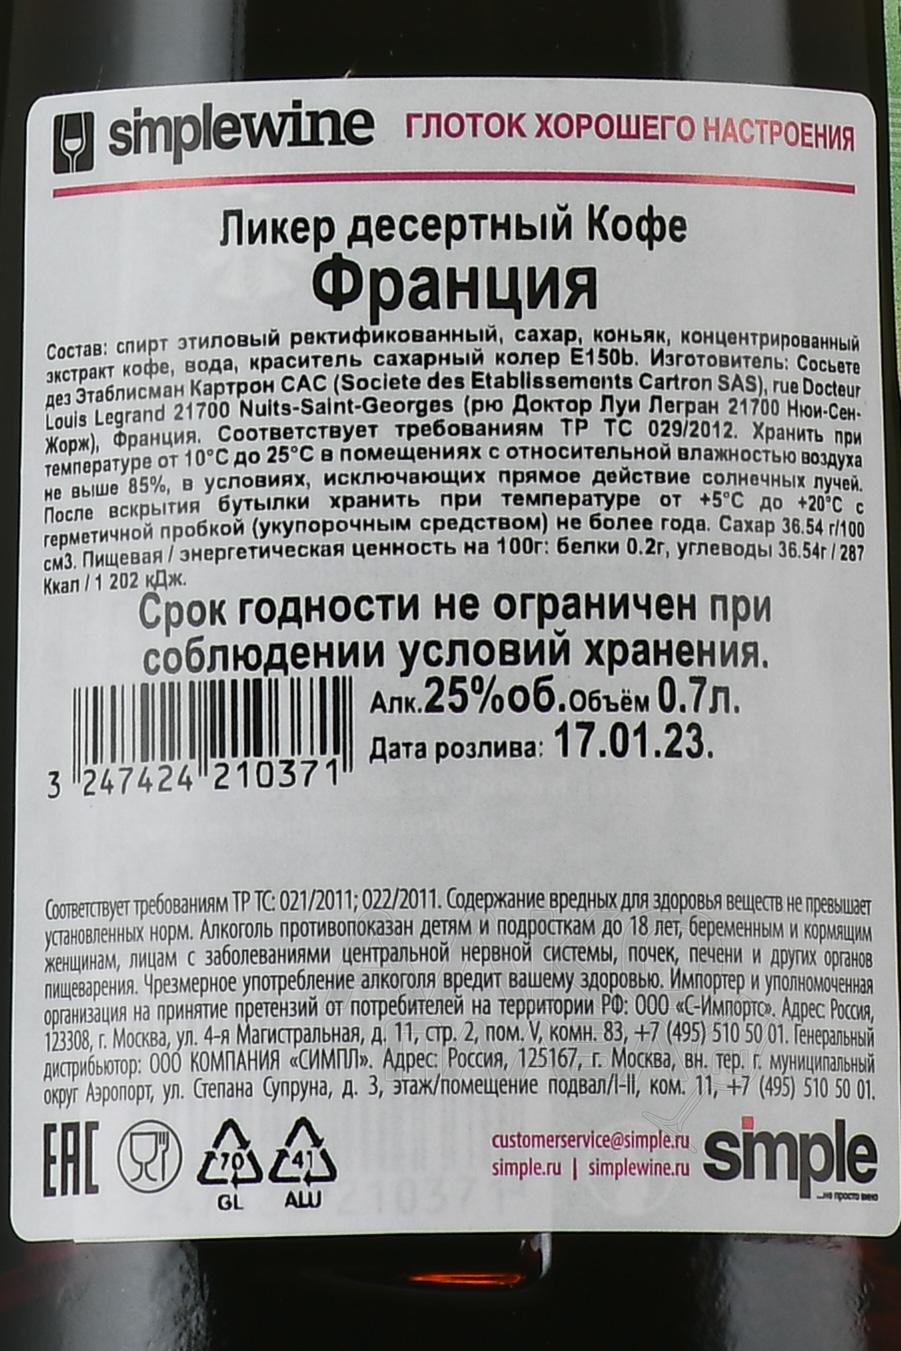 simplewine ГЛОТОК ХОРОШЕГО НАСТРОЕНИЯ
Ликер десертный Кофе
Франция
Состав: спирт этиловый ректификованный, сахар, коньяк, концентрированный
экстракт кофе, вода, краситель сахарный колер E150b. Изготовитель: Сосьете
дез Этаблисман Картрон САС (Societe des Etablissements Cartron SAS), rue Docteur
Louis Legrand 21700 Nuits-Saint-Georges (рю Доктор Луи Легран 21700 Нюи-Сен-
Жорж), Франция. Соответствует требованиям ТР ТС 029/2012. Хранить при
температуре от 10°С до 25°С в помещениях с относительной влажностью воздуха
не выше 85%, в условиях, исключающих прямое действие солнечных лучей.
После вскрытия бутылки хранить при температуре от +5°С до +20°С с
герметичной пробкой (укупорочным средством) не более года. Сахар 36.54 г/100
см3. Пищевая / энергетическая ценность на 100г: белки 0.2г, углеводы 36.54г / 287
Ккал / 1 202 кДж.
Срок годности не ограничен при
соблюдении условий хранения.
Алк.25%об.Объём 0.7л.
Дата розлива: 17.01.23.
3 247424 210371
Соответствует требованиям ТР ТС: 021/2011; 022/2011. Содержание вредных для здоровья веществ не превышает
установленных норм. Алкоголь противопоказан детям и подросткам до 18 лет, беременным и кормящим
женщинам, лицам с заболеваниями центральной нервной системы, почек, печени и других органов
пищеварения. Чрезмерное употребление алкоголя вредит вашему здоровью. Импортер и уполномоченная
организация на принятие претензий от потребителей на территории РФ: ООО «С-Импортс». Адрес: Россия,
123308, г. Москва, ул. 4-я Магистральная, д. 11, стр. 2, пом. V, комн. 83, +7 (495) 510 50 01. Генеральный
дистрибьютор: ООО КОМПАНИЯ «СИМПЛ». Адрес: Россия, 125167, г. Москва, вн. тер. г. муниципальный
округ Аэропорт, ул. Степана Супруна, д. 3, этаж/помещение подвал/I-II, ком. 11, +7 (495) 510 50 01.
EAC
70
GL
41
ALU
customerservice@simple.ru
simple.ru | simplewine.ru
simple
...не просто вино